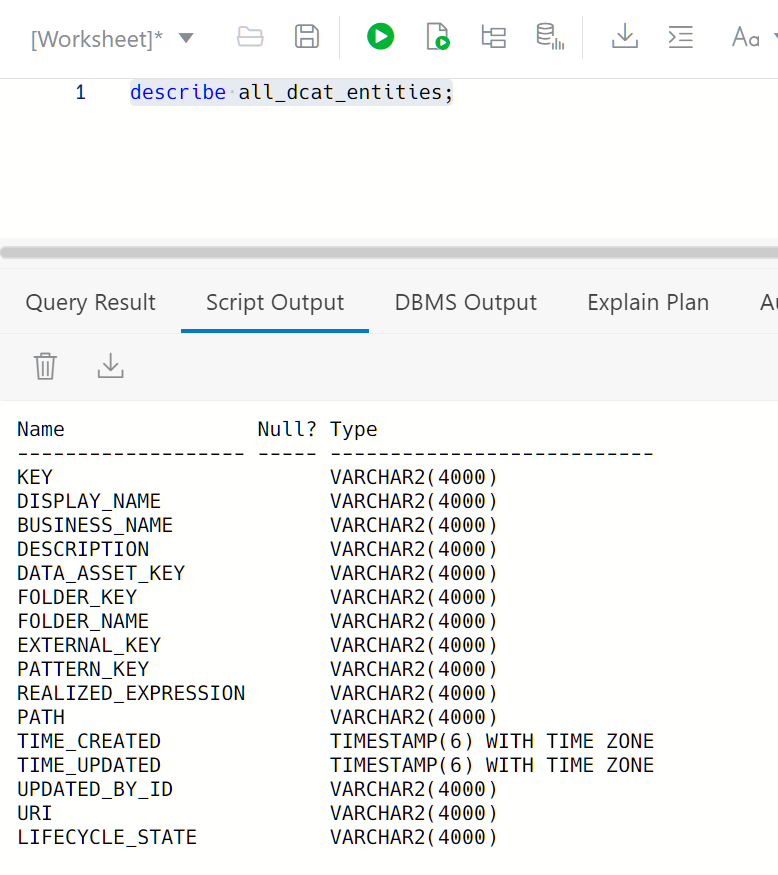 [Worksheet]*
Aa
1 describe all_dcat_entities;
Query Result Script Output DBMS Output Explain Plan
Name                Null? Type
------------------- ----- ---------------------------
KEY                       VARCHAR2(4000)
DISPLAY_NAME              VARCHAR2(4000)
BUSINESS_NAME             VARCHAR2(4000)
DESCRIPTION               VARCHAR2(4000)
DATA_ASSET_KEY            VARCHAR2(4000)
FOLDER_KEY                VARCHAR2(4000)
FOLDER_NAME               VARCHAR2(4000)
EXTERNAL_KEY              VARCHAR2(4000)
PATTERN_KEY               VARCHAR2(4000)
REALIZED_EXPRESSION       VARCHAR2(4000)
PATH                      VARCHAR2(4000)
TIME_CREATED              TIMESTAMP(6) WITH TIME ZONE
TIME_UPDATED              TIMESTAMP(6) WITH TIME ZONE
UPDATED_BY_ID             VARCHAR2(4000)
URI                       VARCHAR2(4000)
LIFECYCLE_STATE           VARCHAR2(4000)